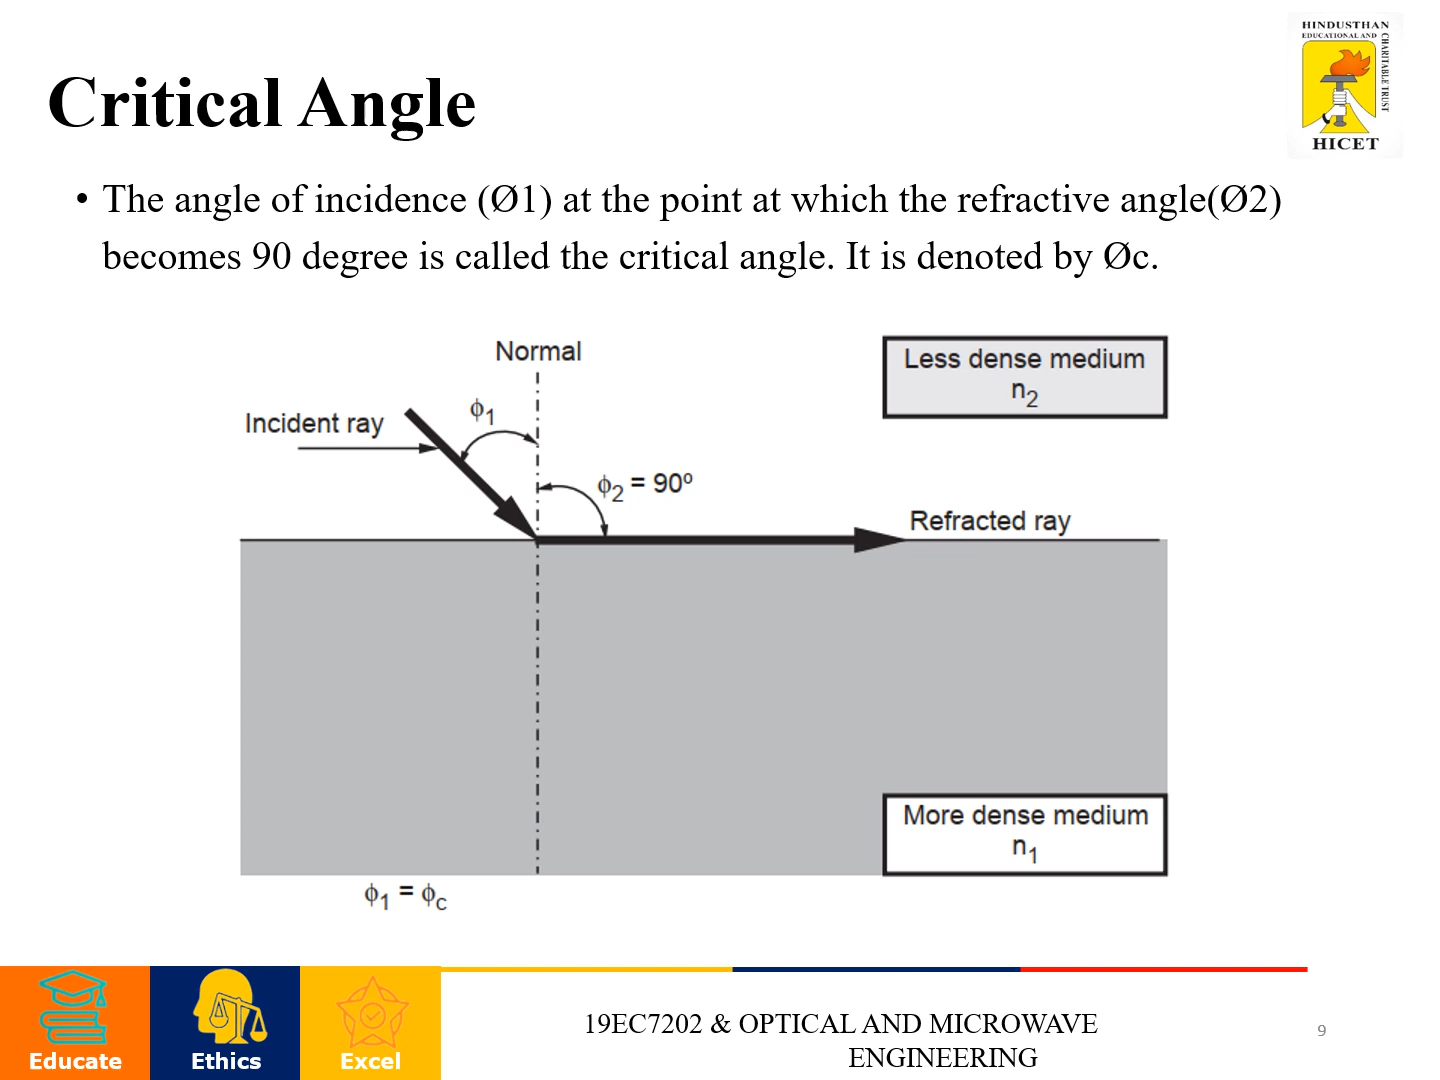 HINDUSTHAN
EDUCATIONAL AND
CHARITABLE TRUST
HICET
Critical Angle
• The angle of incidence (Ø1) at the point at which the refractive angle(Ø2)
becomes 90 degree is called the critical angle. It is denoted by Øc.
Normal
Less dense medium
n2
Incident ray
ϕ1
ϕ2 = 90º
Refracted ray
More dense medium
n1
ϕ1 = ϕc
Educate
Ethics
Excel
19EC7202 & OPTICAL AND MICROWAVE
ENGINEERING
9